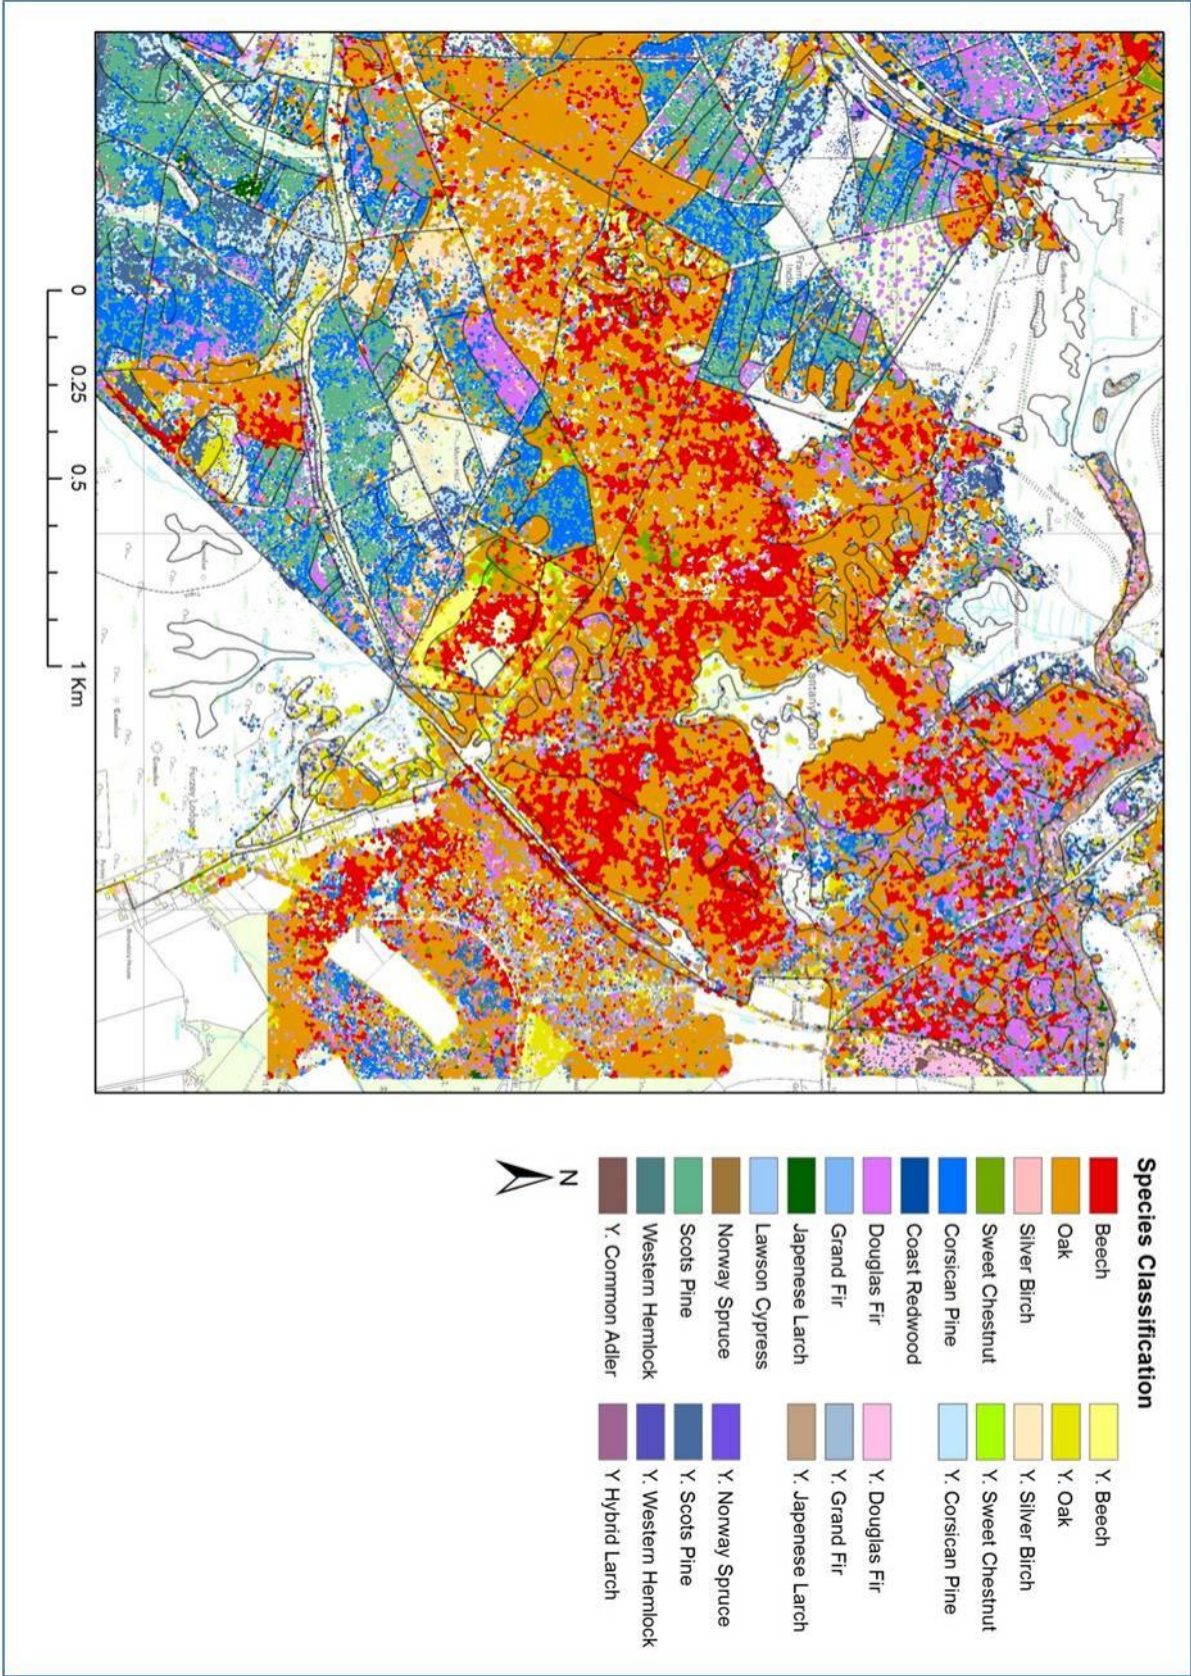 Species Classification
Beech
Oak
Silver Birch
Sweet Chestnut
Corsican Pine
Coast Redwood
Douglas Fir
Grand Fir
Japenese Larch
Lawson Cypress
Norway Spruce
Scots Pine
Western Hemlock
Y. Common Adler
Y. Beech
Y. Oak
Y. Silver Birch
Y. Sweet Chestnut
Y. Corsican Pine
Y. Douglas Fir
Y. Grand Fir
Y. Japenese Larch
Y. Norway Spruce
Y. Scots Pine
Y. Western Hemlock
Y Hybrid Larch
N
0 0.25 0.5 1 Km
Furzey Lodge